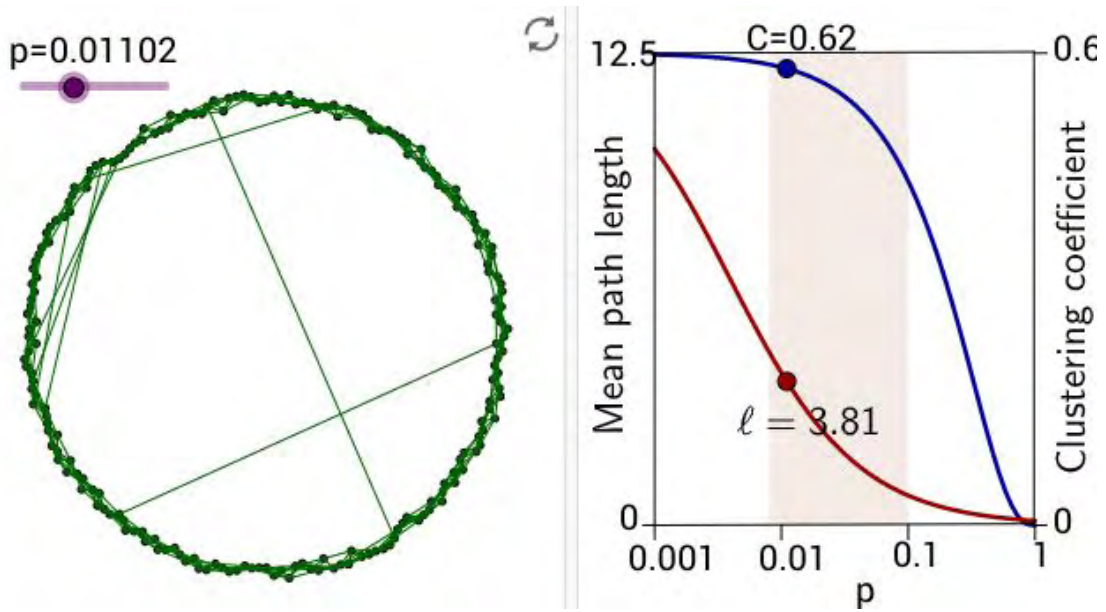 p=0.01102
C=0.62
12.5
0.6
Mean path length
Clustering coefficient
ℓ = 3.81
0
0
0.001
0.01
0.1
1
p